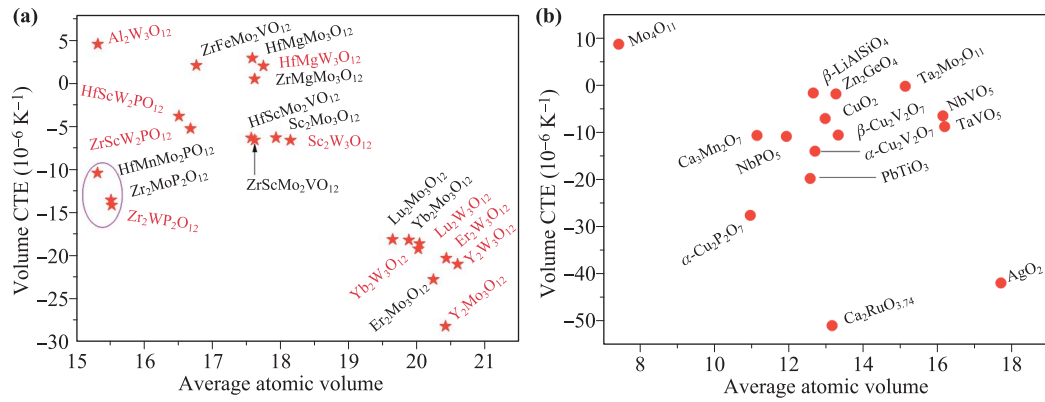 (a)
Volume CTE (10⁻⁶ K⁻¹)
5
0
−5
−10
−15
−20
−25
−30
15
16
17
18
19
20
21
Average atomic volume
Al₂W₃O₁₂
ZrFeMo₂VO₁₂
HfMgMo₃O₁₂
HfMgW₃O₁₂
ZrMgMo₃O₁₂
HfScW₂PO₁₂
ZrScW₂PO₁₂
HfScMo₂VO₁₂
Sc₂Mo₃O₁₂
Sc₂W₃O₁₂
ZrScMo₂VO₁₂
HfMnMo₂PO₁₂
Zr₂MoP₂O₁₂
Zr₂WP₂O₁₂
Lu₂Mo₃O₁₂
Yb₂Mo₃O₁₂
Lu₂W₃O₁₂
Er₂W₃O₁₂
Y₂W₃O₁₂
Yb₂W₃O₁₂
Er₂Mo₃O₁₂
Y₂Mo₃O₁₂
(b)
Volume CTE (10⁻⁶ K⁻¹)
10
0
−10
−20
−30
−40
−50
8
10
12
14
16
18
Average atomic volume
Mo₄O₁₁
β-LiAlSiO₄
Zn₂GeO₄
Ta₂Mo₂O₁₁
CuO₂
NbVO₅
β-Cu₂V₂O₇
TaVO₅
Ca₃Mn₂O₇
NbPO₅
α-Cu₂V₂O₇
PbTiO₃
α-Cu₂P₂O₇
AgO₂
Ca₂RuO₃.₇₄